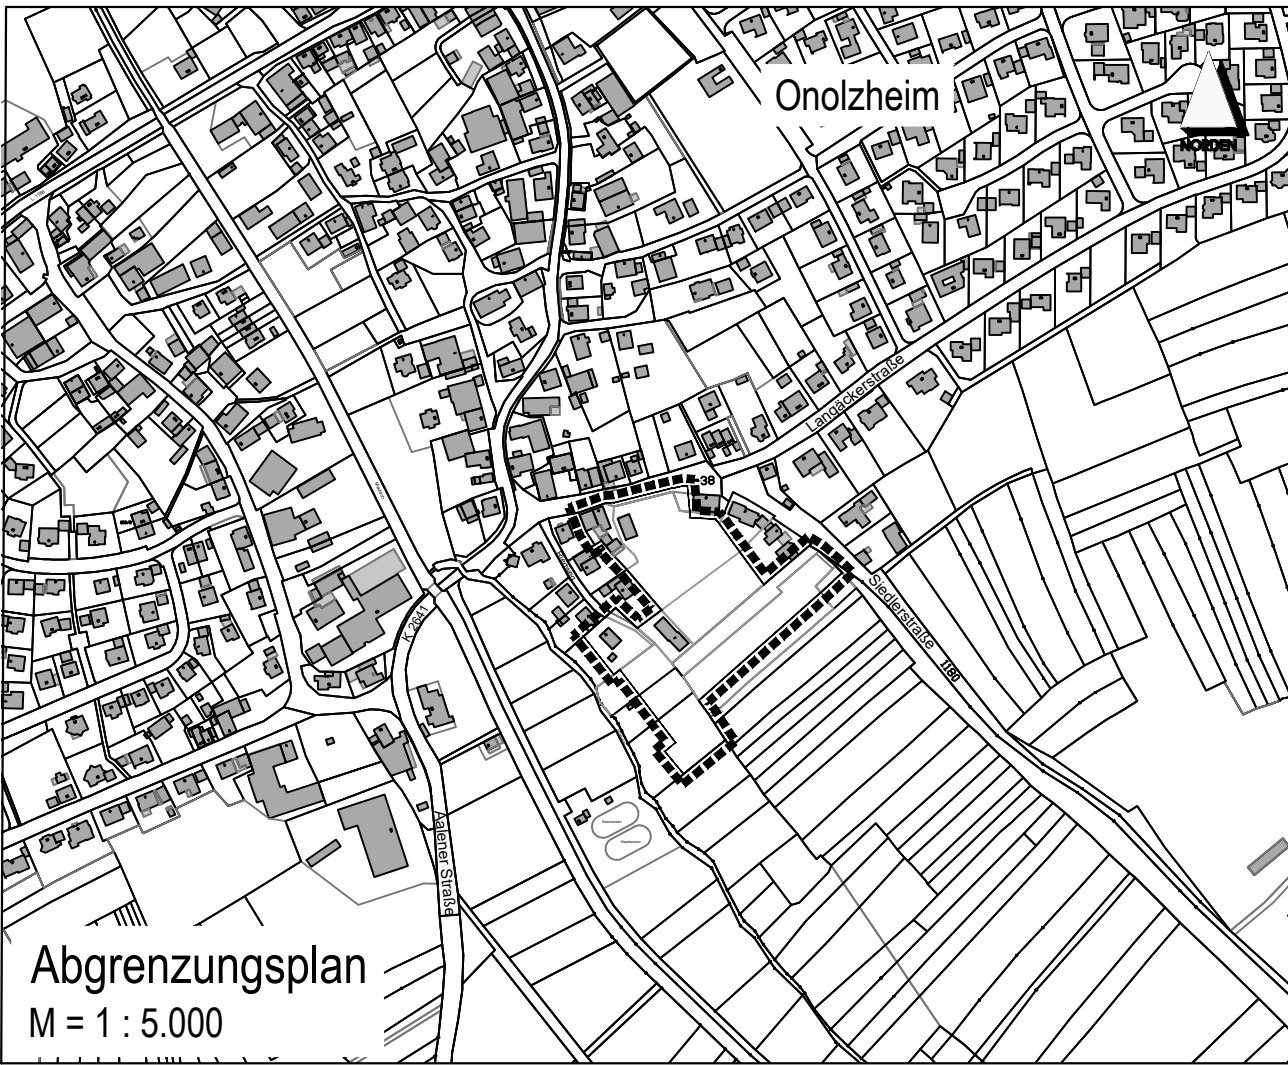 Onolzheim
NORDEN
Langäckerstraße
38
Siedlerstraße
1180
K 2641
Aalener Straße
Abgrenzungsplan
M = 1 : 5.000